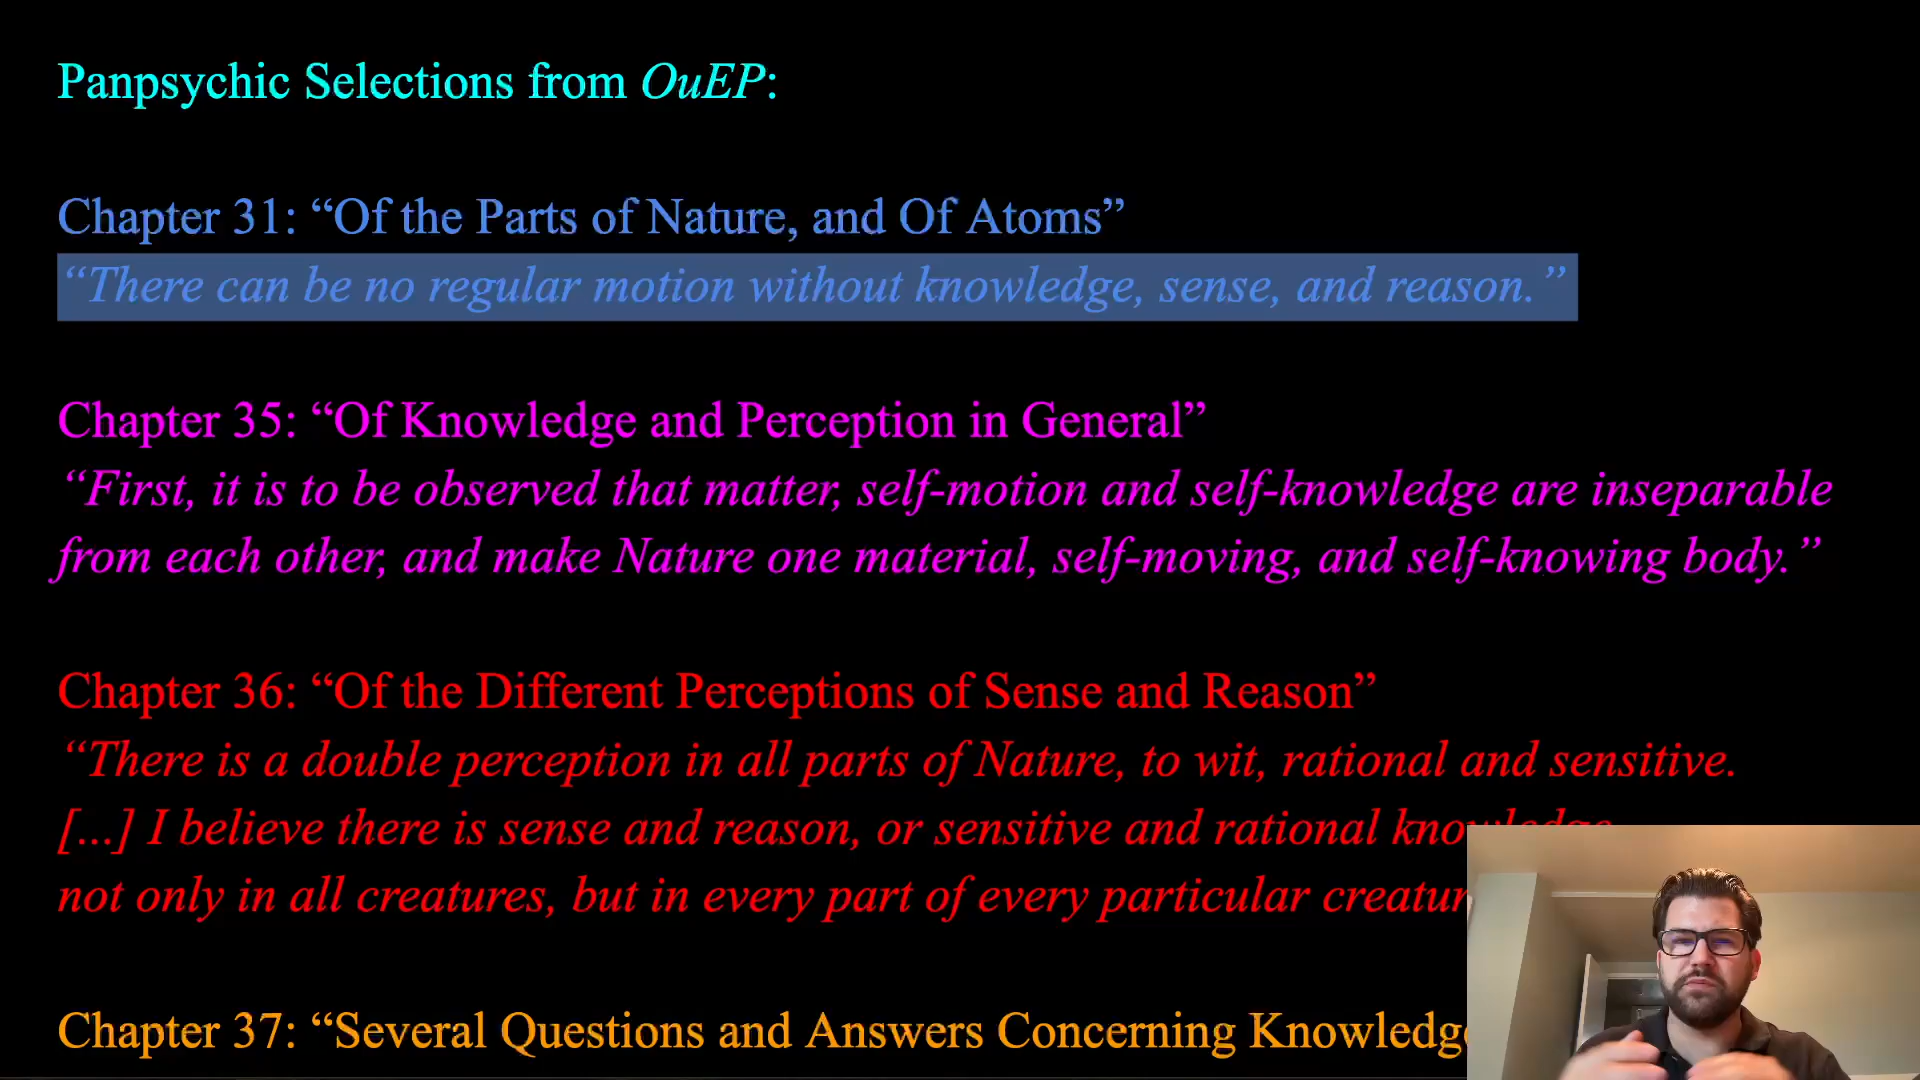 Panpsychic Selections from OuEP:
Chapter 31: “Of the Parts of Nature, and Of Atoms”
“There can be no regular motion without knowledge, sense, and reason.”
Chapter 35: “Of Knowledge and Perception in General”
“First, it is to be observed that matter, self-motion and self-knowledge are inseparable
from each other, and make Nature one material, self-moving, and self-knowing body.”
Chapter 36: “Of the Different Perceptions of Sense and Reason”
“There is a double perception in all parts of Nature, to wit, rational and sensitive.
[...] I believe there is sense and reason, or sensitive and rational knowledge
not only in all creatures, but in every part of every particular
Chapter 37: “Several Questions and Answers Concerning